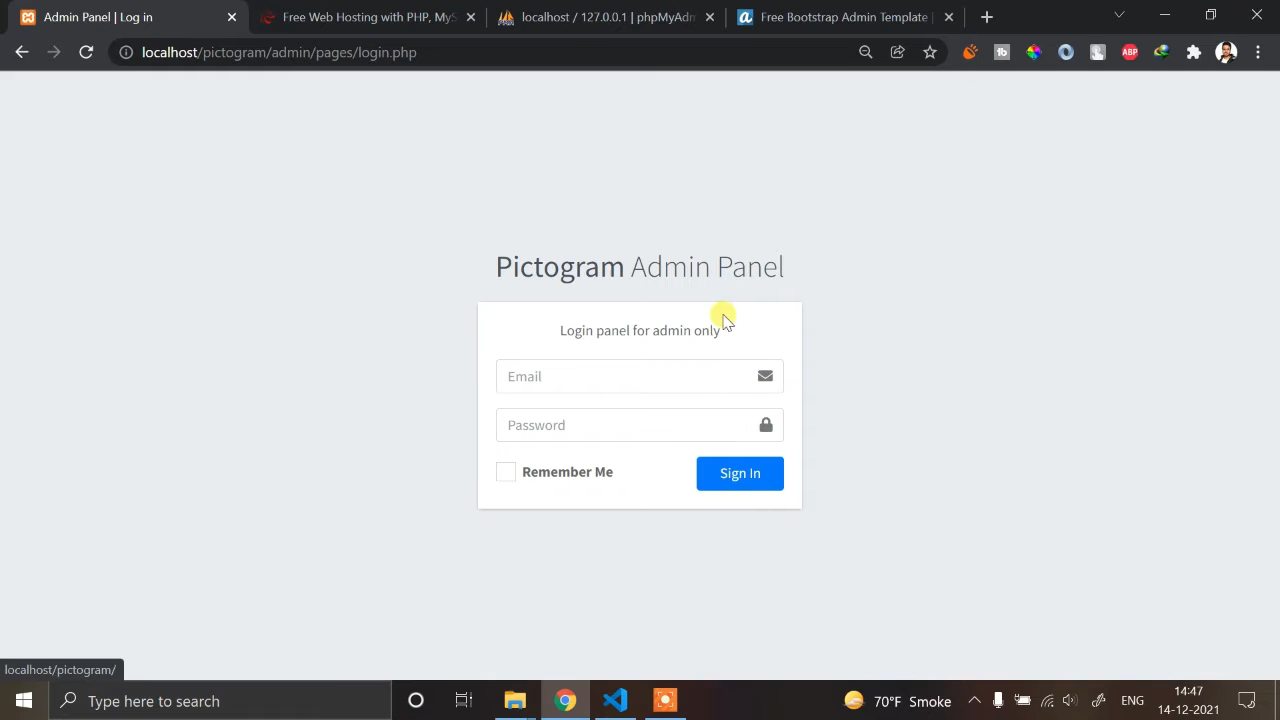 Admin Panel | Log in
Free Web Hosting with PHP, MyS
localhost / 127.0.0.1 | phpMyAdm
Free Bootstrap Admin Template |
localhost/pictogram/admin/pages/login.php
tb
ABP
Pictogram Admin Panel
Login panel for admin only
Email
Password
Remember Me
Sign In
localhost/pictogram/
Type here to search
70°F Smoke
ENG
14:47
14-12-2021